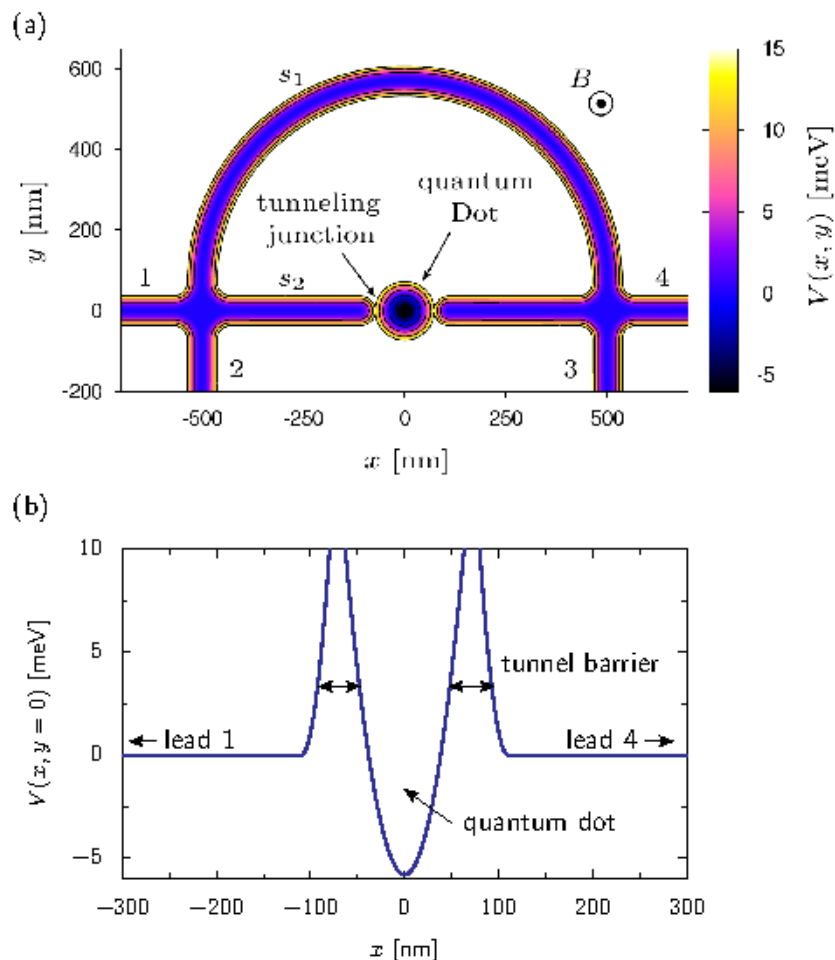 (a)
600
400
200
0
-200
y [nm]
s₁
B
quantum
Dot
tunneling
junction
1
s₂
4
2
3
-500
-250
0
250
500
x [nm]
15
10
5
0
-5
V(x, y) [meV]
(b)
10
5
0
−5
V(x, y = 0) [meV]
tunnel barrier
lead 1
lead 4
quantum dot
−300
−200
−100
0
100
200
300
x [nm]